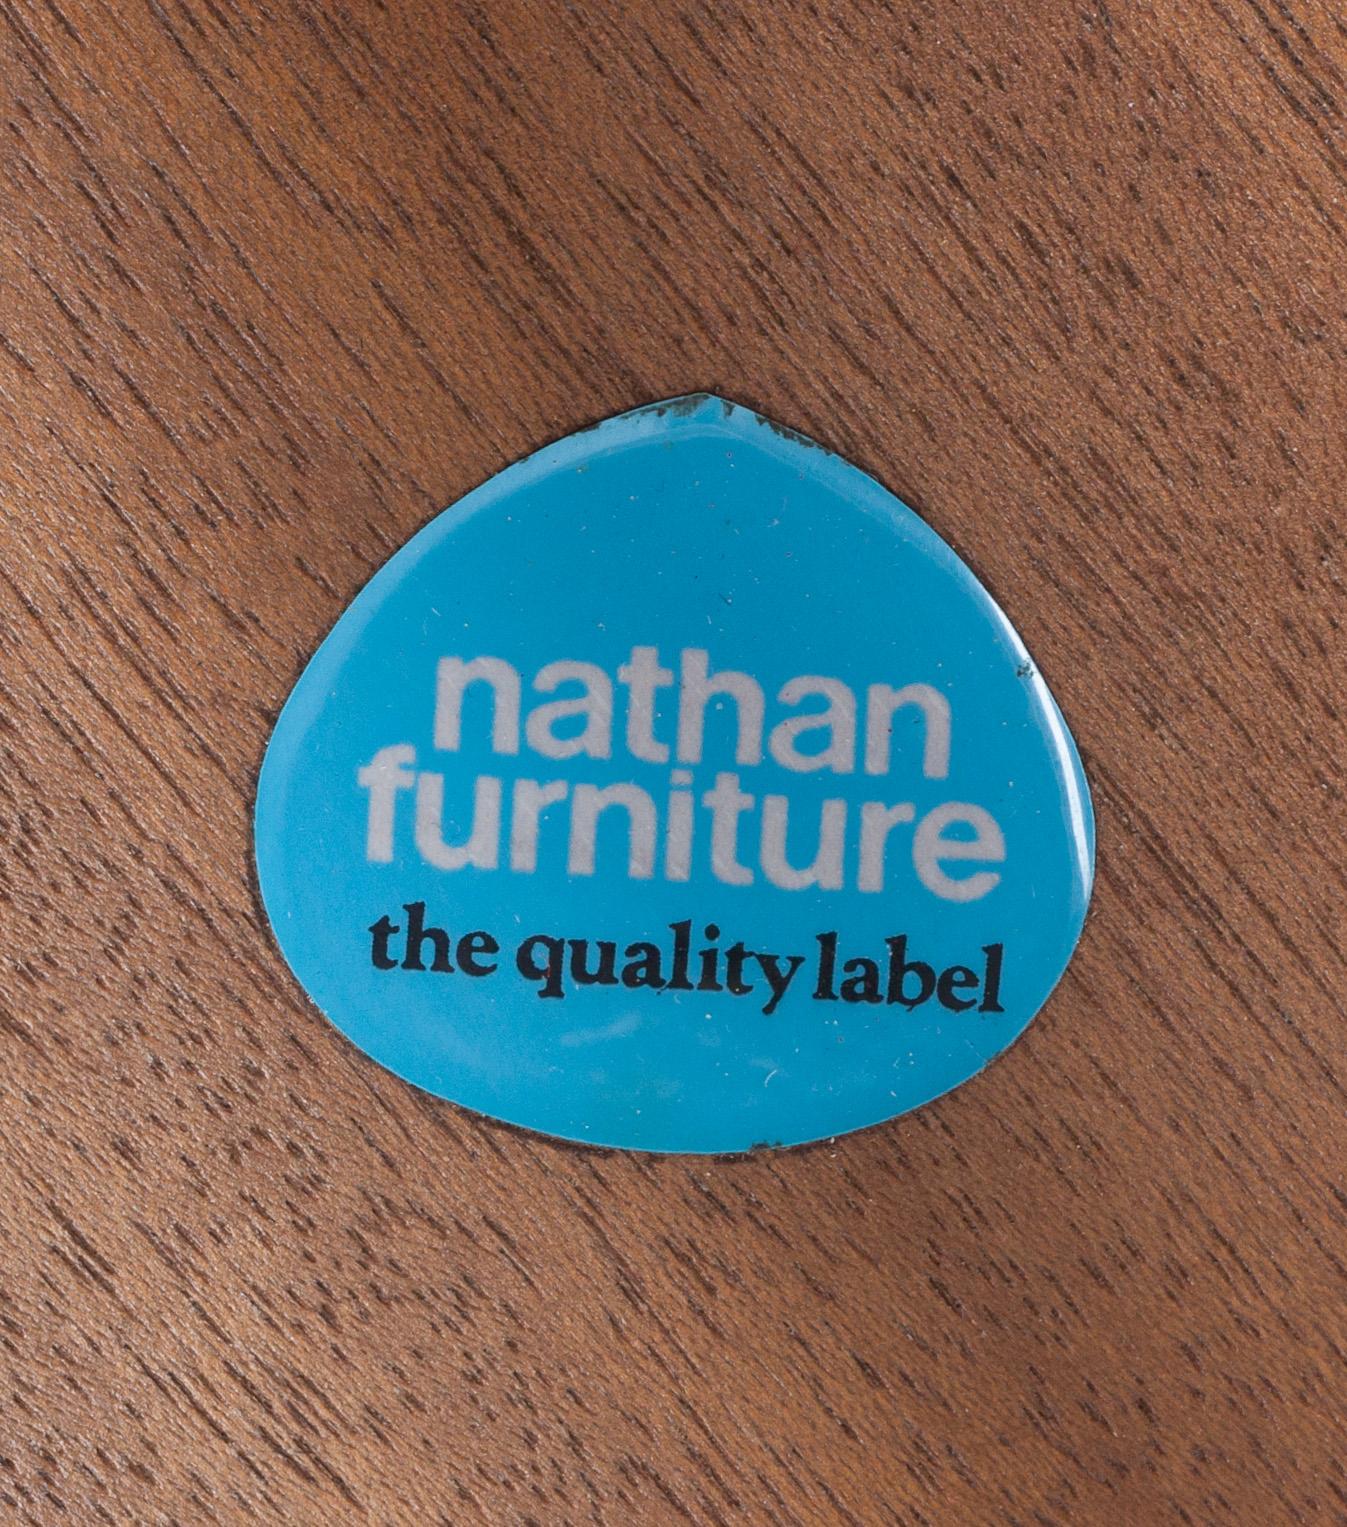 nathan
furniture
the quality label